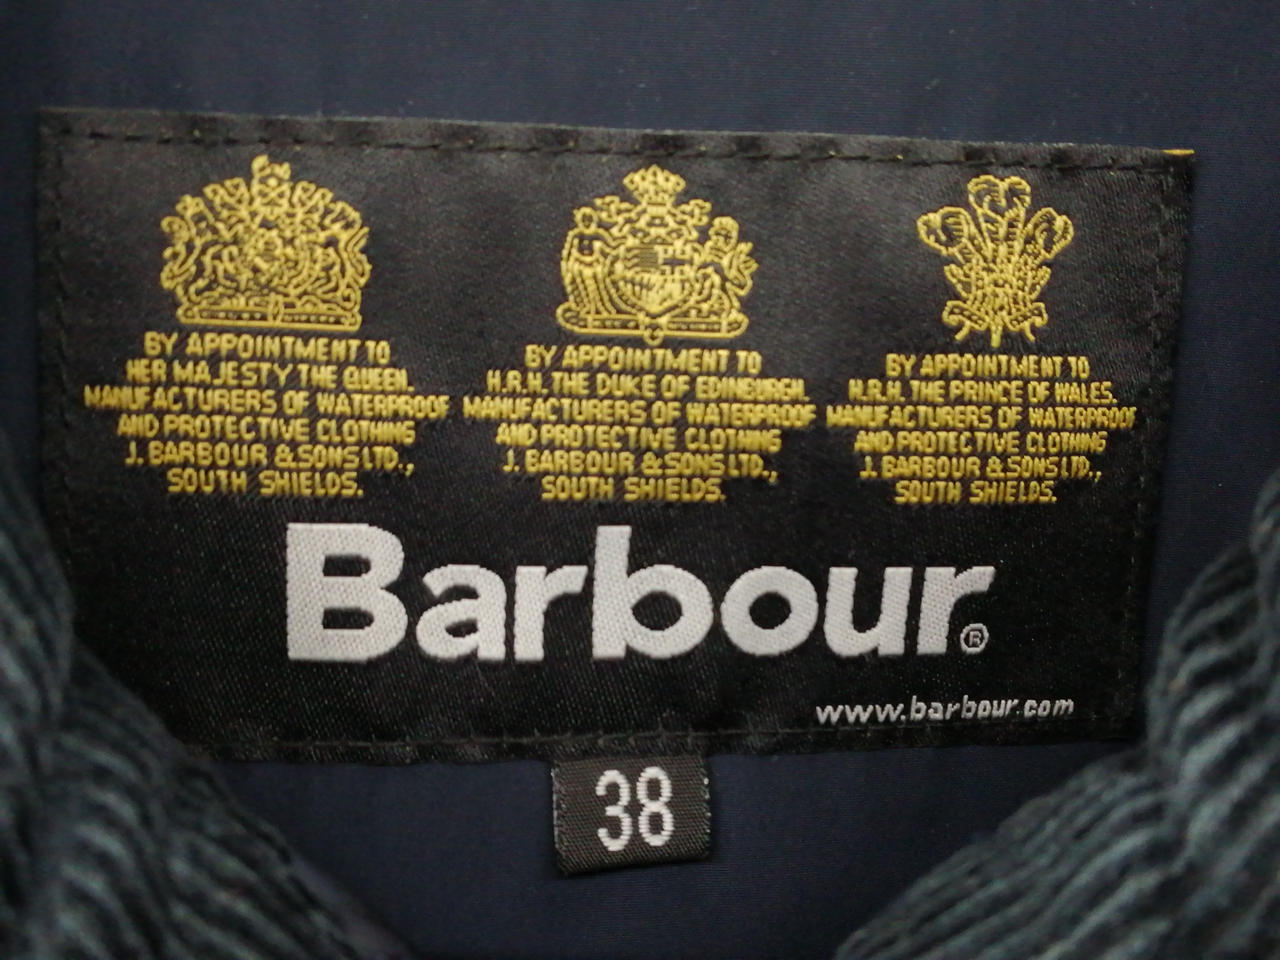 BY APPOINTMENT TO
HER MAJESTY THE QUEEN.
MANUFACTURERS OF WATERPROOF
AND PROTECTIVE CLOTHING
J. BARBOUR & SONS LTD.,
SOUTH SHIELDS.
BY APPOINTMENT TO
H.R.H. THE DUKE OF EDINBURGH.
MANUFACTURERS OF WATERPROOF
AND PROTECTIVE CLOTHING
J. BARBOUR & SONS LTD.,
SOUTH SHIELDS.
BY APPOINTMENT TO
H.R.H. THE PRINCE OF WALES.
MANUFACTURERS OF WATERPROOF
AND PROTECTIVE CLOTHING
J. BARBOUR & SONS LTD.,
SOUTH SHIELDS.
Barbour®
www.barbour.com
38